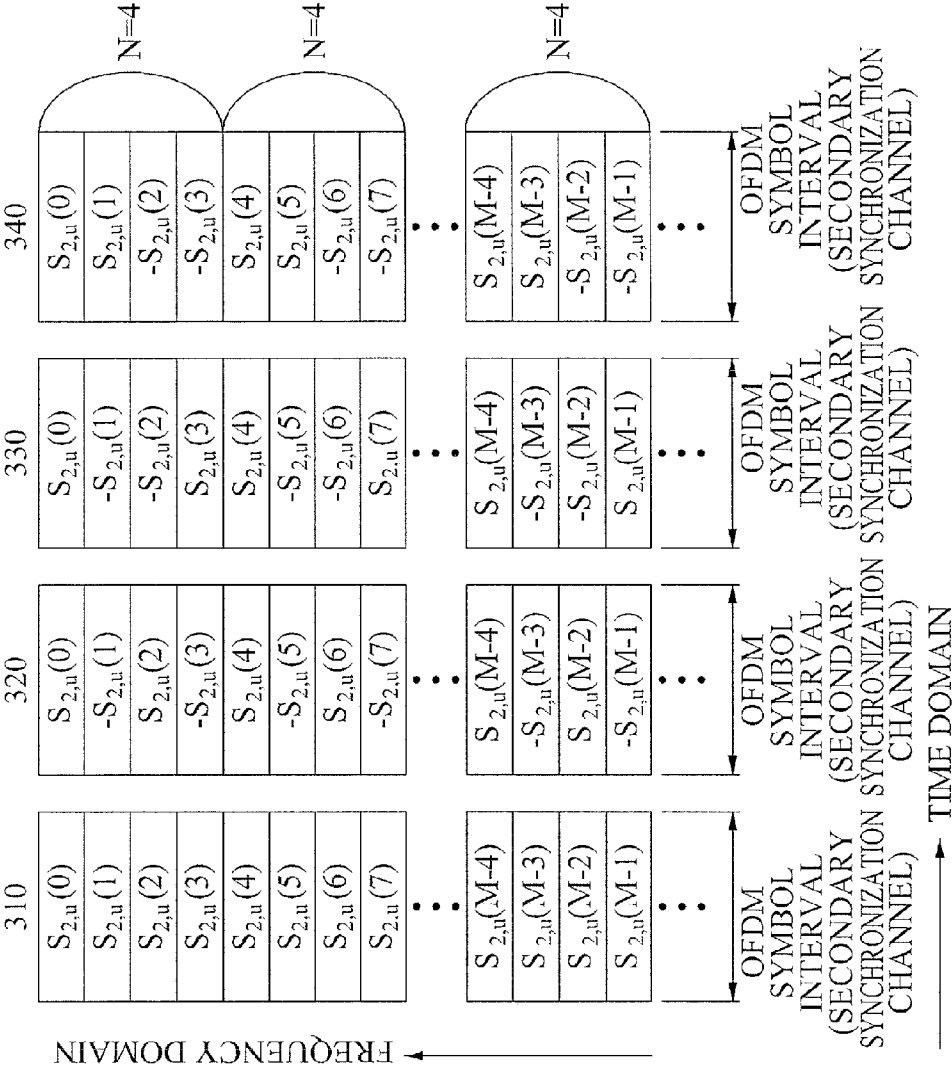 310
S2,u(0)
S2,u(1)
S2,u(2)
S2,u(3)
S2,u(4)
S2,u(5)
S2,u(6)
S2,u(7)
S2,u(M-4)
S2,u(M-3)
S2,u(M-2)
S2,u(M-1)
OFDM
SYMBOL
INTERVAL
(SECONDARY
SYNCHRONIZATION
CHANNEL)
320
S2,u(0)
-S2,u(1)
S2,u(2)
-S2,u(3)
S2,u(4)
-S2,u(5)
S2,u(6)
-S2,u(7)
S2,u(M-4)
-S2,u(M-3)
S2,u(M-2)
-S2,u(M-1)
OFDM
SYMBOL
INTERVAL
(SECONDARY
SYNCHRONIZATION
CHANNEL)
330
S2,u(0)
-S2,u(1)
-S2,u(2)
S2,u(3)
S2,u(4)
-S2,u(5)
-S2,u(6)
S2,u(7)
S2,u(M-4)
-S2,u(M-3)
-S2,u(M-2)
S2,u(M-1)
OFDM
SYMBOL
INTERVAL
(SECONDARY
SYNCHRONIZATION
CHANNEL)
340
S2,u(0)
S2,u(1)
-S2,u(2)
-S2,u(3)
S2,u(4)
S2,u(5)
-S2,u(6)
-S2,u(7)
S2,u(M-4)
S2,u(M-3)
-S2,u(M-2)
-S2,u(M-1)
OFDM
SYMBOL
INTERVAL
(SECONDARY
SYNCHRONIZATION
CHANNEL)
N=4
N=4
N=4
FREQUENCY DOMAIN
TIME DOMAIN